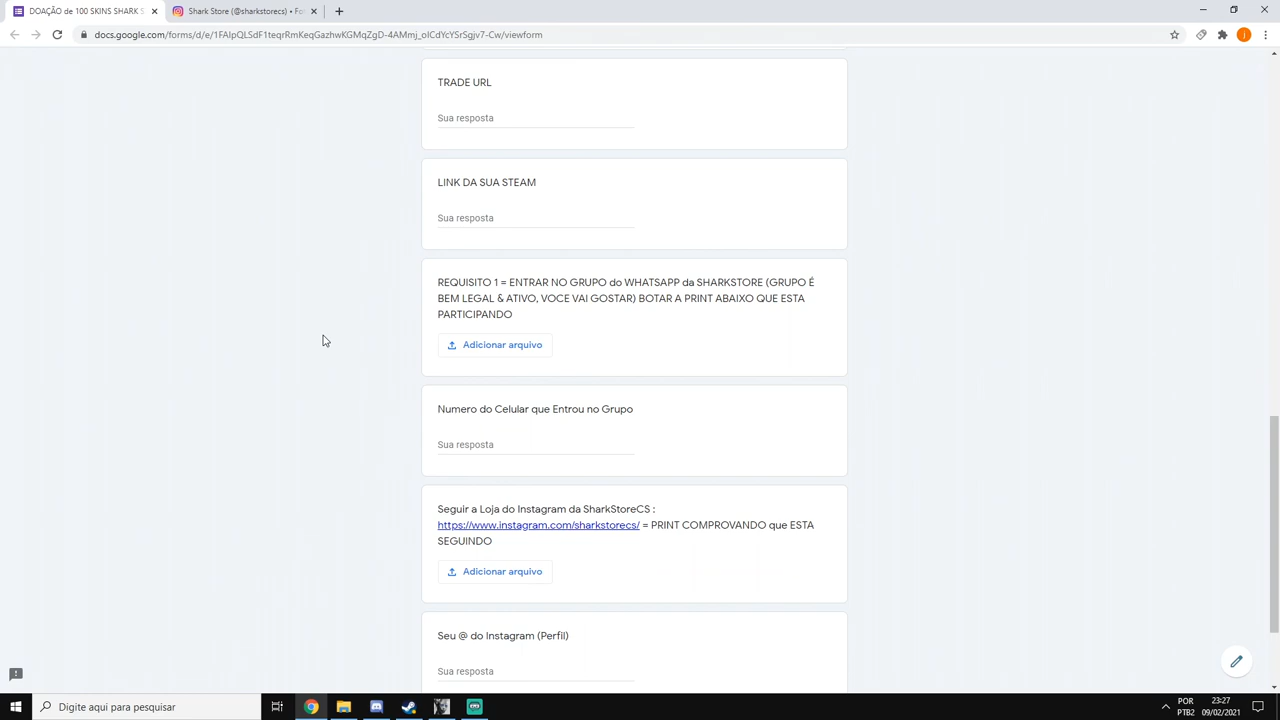 DOAÇÃO de 100 SKINS SHARK S
Shark Store (@sharkstorecs) • Fo
docs.google.com/forms/d/e/1FAIpQLSdF1teqrRmKeqGazhwKGMqZgD-4AMmj_oICdYcYSrSgjv7-Cw/viewform
TRADE URL
Sua resposta
LINK DA SUA STEAM
Sua resposta
REQUISITO 1 = ENTRAR NO GRUPO do WHATSAPP da SHARKSTORE (GRUPO É
BEM LEGAL & ATIVO, VOCE VAI GOSTAR) BOTAR A PRINT ABAIXO QUE ESTA
PARTICIPANDO
Adicionar arquivo
Numero do Celular que Entrou no Grupo
Sua resposta
Seguir a Loja do Instagram da SharkStoreCS :
https://www.instagram.com/sharkstorecs/ = PRINT COMPROVANDO que ESTA
SEGUINDO
Adicionar arquivo
Seu @ do Instagram (Perfil)
Sua resposta
Digite aqui para pesquisar
POR
PTB2
23:27
09/02/2021